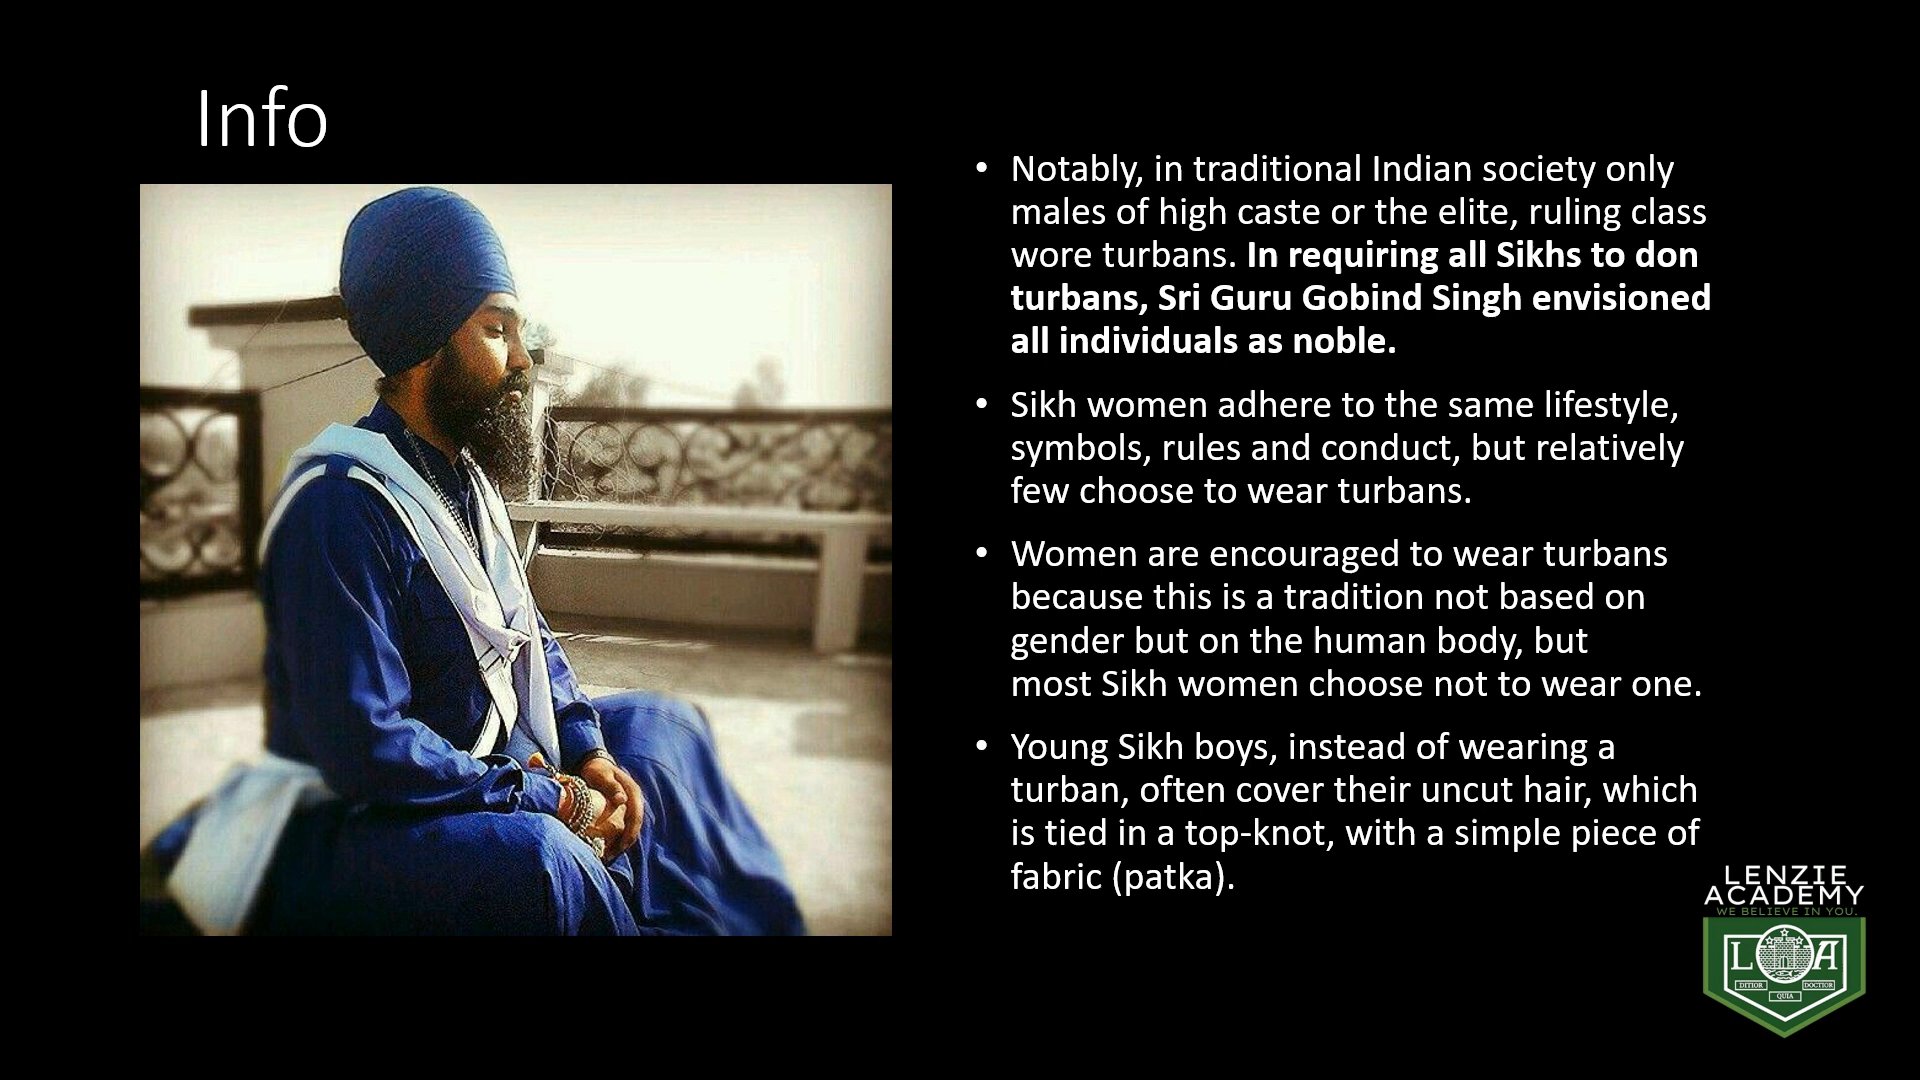 Info
• Notably, in traditional Indian society only
males of high caste or the elite, ruling class
wore turbans. In requiring all Sikhs to don
turbans, Sri Guru Gobind Singh envisioned
all individuals as noble.
• Sikh women adhere to the same lifestyle,
symbols, rules and conduct, but relatively
few choose to wear turbans.
• Women are encouraged to wear turbans
because this is a tradition not based on
gender but on the human body, but
most Sikh women choose not to wear one.
• Young Sikh boys, instead of wearing a
turban, often cover their uncut hair, which
is tied in a top-knot, with a simple piece of
fabric (patka).
LENZIE
ACADEMY
WE BELIEVE IN YOU.
L A
DITIOR DOCTIOR
QUIA